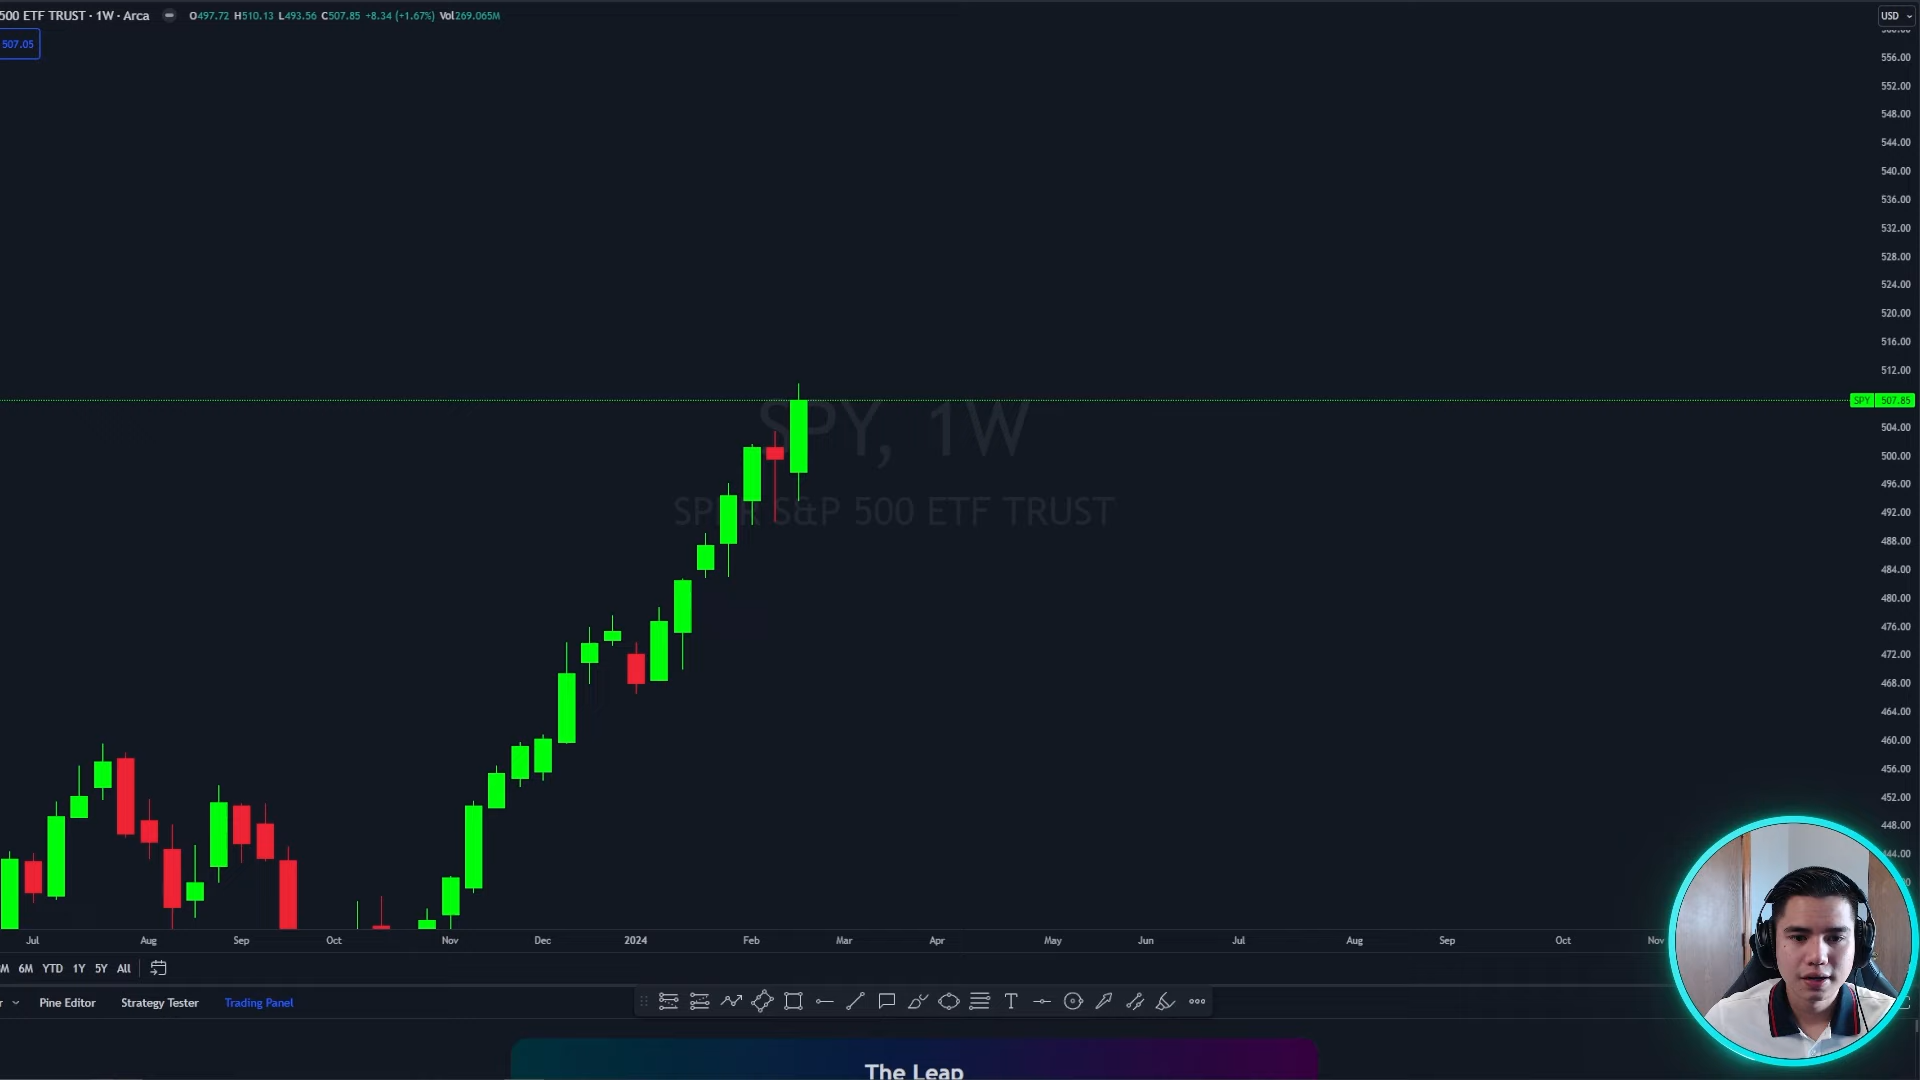 500 ETF TRUST · 1W · Arca O497.72 H510.13 L493.56 C507.85 +8.34 (+1.67%) Vol269.065M
USD
507.05
556.00
552.00
548.00
544.00
540.00
536.00
532.00
528.00
524.00
520.00
516.00
512.00
SPY 507.85
504.00
500.00
496.00
492.00
488.00
484.00
480.00
476.00
472.00
468.00
464.00
460.00
456.00
452.00
448.00
444.00
SPY, 1W
SPDR S&P 500 ETF TRUST
Jul Aug Sep Oct Nov Dec 2024 Feb Mar Apr May Jun Jul Aug Sep Oct Nov
M 6M YTD 1Y 5Y All
r Pine Editor Strategy Tester Trading Panel
T
The Leap